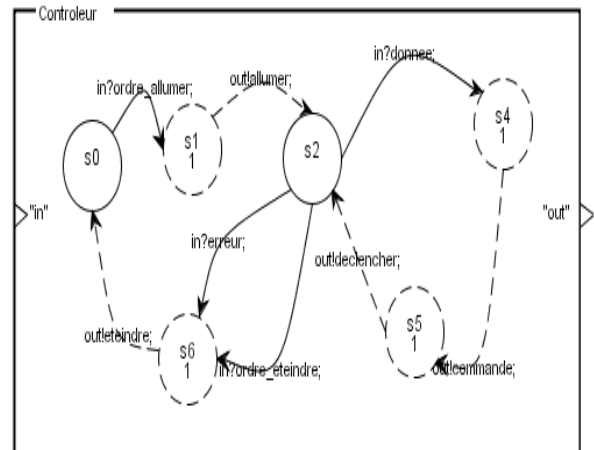 Controleur
in?donnee;
in?ordre_allumer;
out!allumer;
s0
s1
1
s2
s4
1
"in"
"out"
in?erreur;
out!declencher;
out!eteindre;
s6
1
s5
1
in?ordre_eteindre;
out!commande;